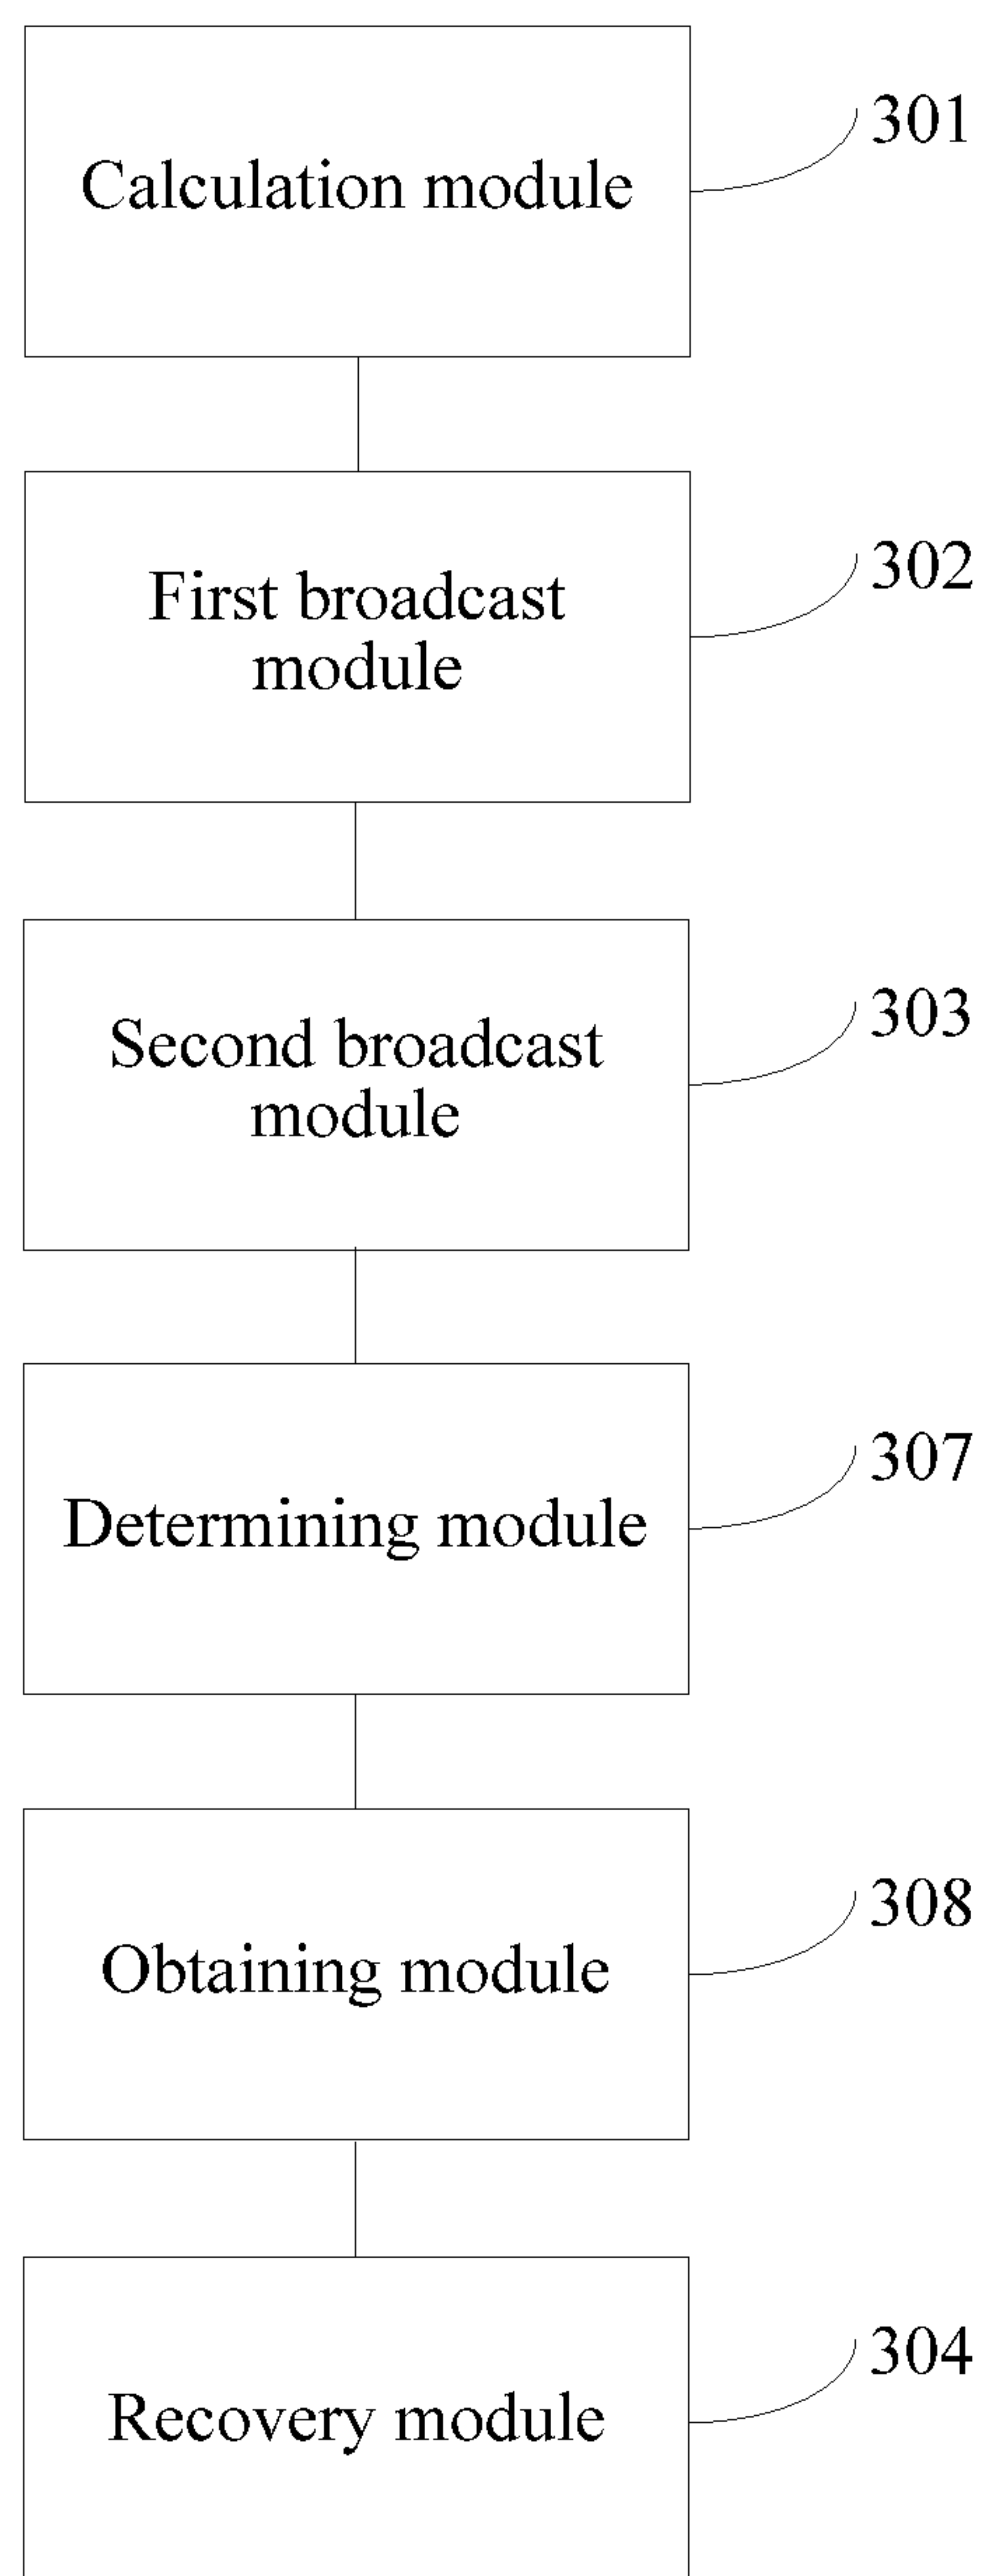 Calculation module
301
First broadcast
module
302
Second broadcast
module
303
Determining module
307
Obtaining module
308
Recovery module
304